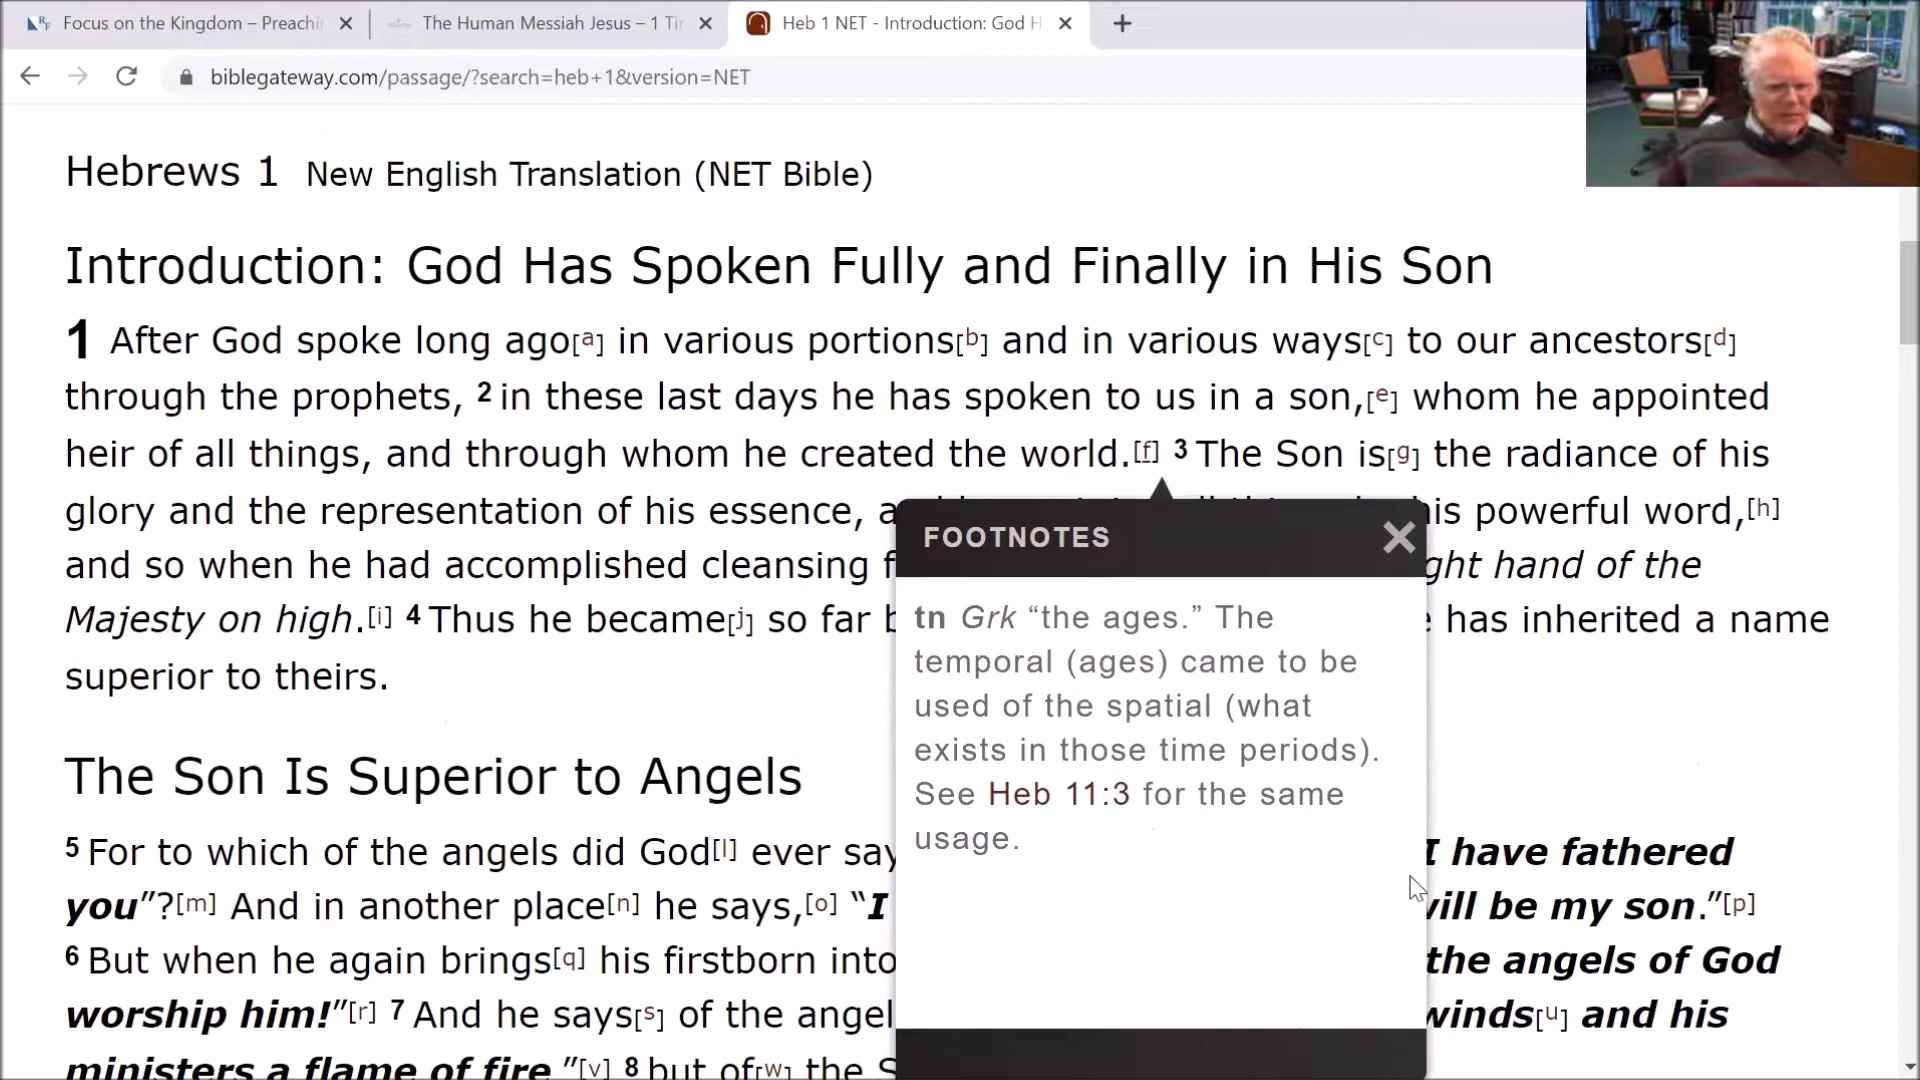 Focus on the Kingdom – Preachi
The Human Messiah Jesus – 1 Ti
Heb 1 NET - Introduction: God H
biblegateway.com/passage/?search=heb+1&version=NET
Hebrews 1 New English Translation (NET Bible)
Introduction: God Has Spoken Fully and Finally in His Son
1 After God spoke long ago[a] in various portions[b] and in various ways[c] to our ancestors[d]
through the prophets, 2 in these last days he has spoken to us in a son,[e] whom he appointed
heir of all things, and through whom he created the world.[f] 3 The Son is[g] the radiance of his
glory and the representation of his essence, a his powerful word,[h]
and so when he had accomplished cleansing f ght hand of the
Majesty on high.[i] 4 Thus he became[j] so far b e has inherited a name
superior to theirs.
FOOTNOTES
tn Grk “the ages.” The
temporal (ages) came to be
used of the spatial (what
exists in those time periods).
See Heb 11:3 for the same
usage.
The Son Is Superior to Angels
5 For to which of the angels did God[l] ever say I have fathered
you”?[m] And in another place[n] he says,[o] “I will be my son.”[p]
6 But when he again brings[q] his firstborn into the angels of God
worship him!”[r] 7 And he says[s] of the angel winds[u] and his
ministers a flame of fire,”[v] 8 but of[w] the S